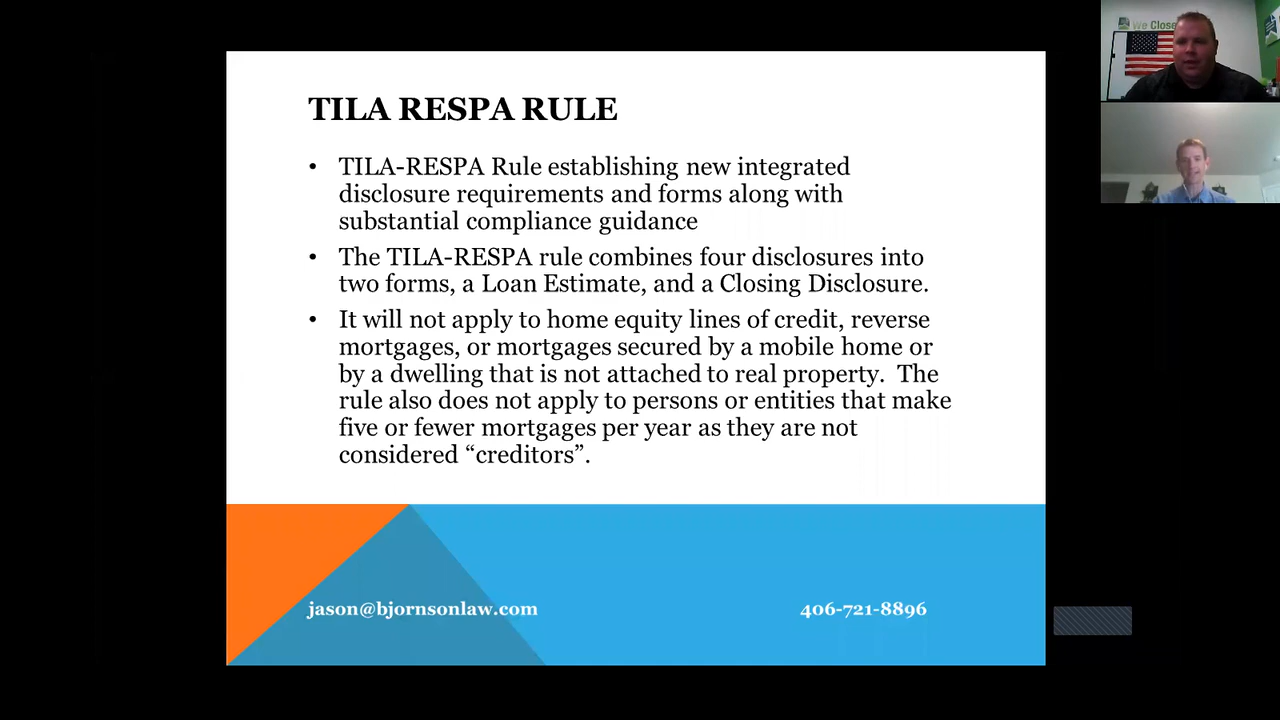 We Close
TILA RESPA RULE
• TILA-RESPA Rule establishing new integrated
disclosure requirements and forms along with
substantial compliance guidance
• The TILA-RESPA rule combines four disclosures into
two forms, a Loan Estimate, and a Closing Disclosure.
• It will not apply to home equity lines of credit, reverse
mortgages, or mortgages secured by a mobile home or
by a dwelling that is not attached to real property.  The
rule also does not apply to persons or entities that make
five or fewer mortgages per year as they are not
considered “creditors”.
jason@bjornsonlaw.com
406-721-8896